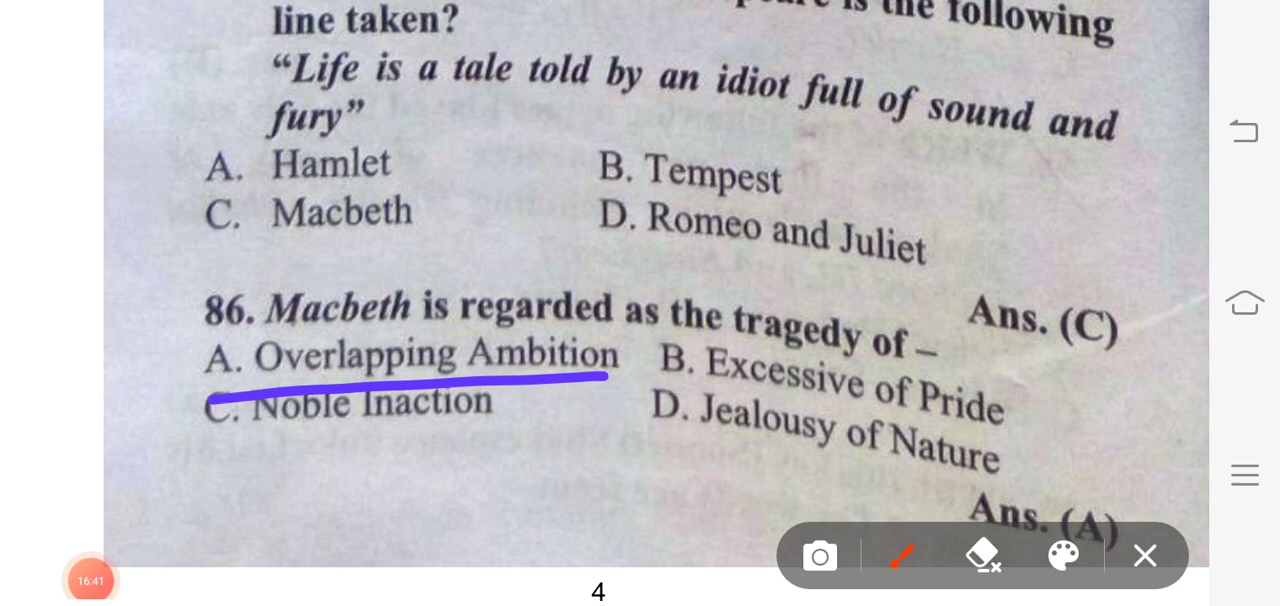 is the following
line taken?
“Life is a tale told by an idiot full of sound and
fury”
A. Hamlet B. Tempest
C. Macbeth D. Romeo and Juliet
Ans. (C)
86. Macbeth is regarded as the tragedy of –
A. Overlapping Ambition B. Excessive of Pride
C. Noble Inaction D. Jealousy of Nature
Ans. (A)
16:41
4